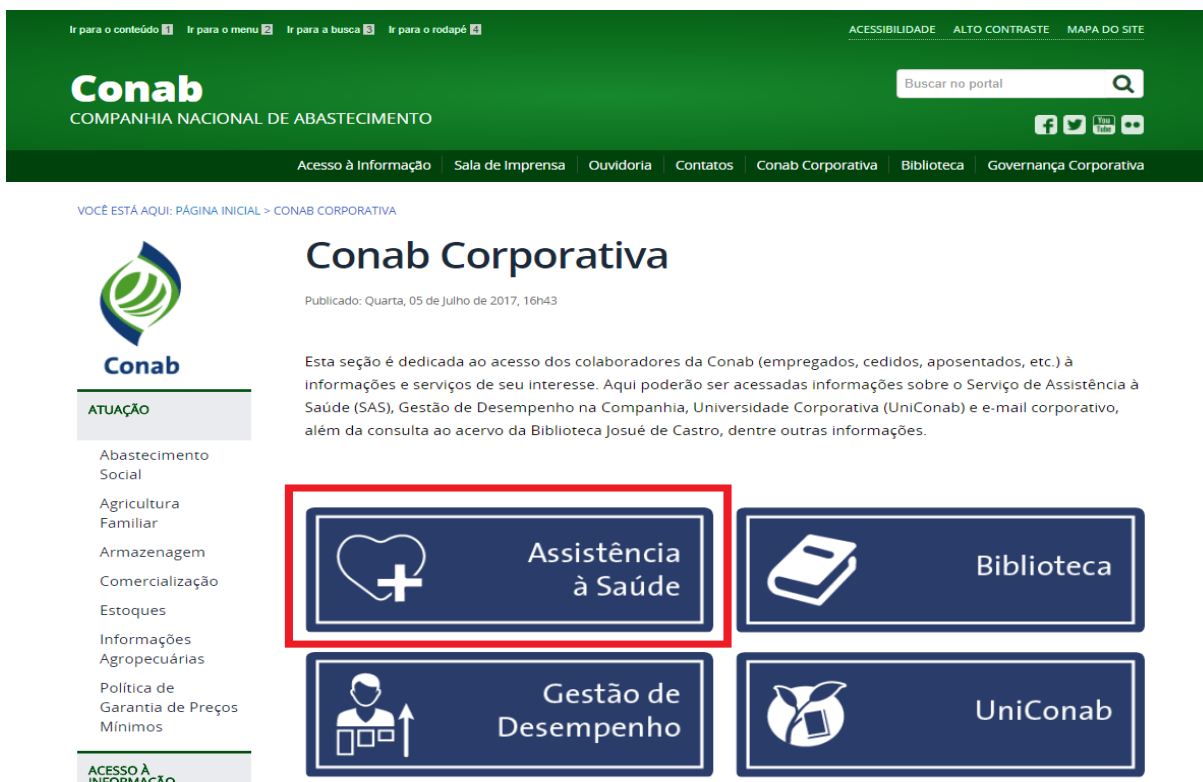 Ir para o conteúdo 1 Ir para o menu 2 Ir para a busca 3 Ir para o rodapé 4
ACESSIBILIDADE ALTO CONTRASTE MAPA DO SITE
Conab
COMPANHIA NACIONAL DE ABASTECIMENTO
Buscar no portal
You Tube
Acesso à Informação Sala de Imprensa Ouvidoria Contatos Conab Corporativa Biblioteca Governança Corporativa
VOCÊ ESTÁ AQUI: PÁGINA INICIAL > CONAB CORPORATIVA
Conab
ATUAÇÃO
Abastecimento
Social
Agricultura
Familiar
Armazenagem
Comercialização
Estoques
Informações
Agropecuárias
Política de
Garantia de Preços
Mínimos
ACESSO À
INFORMAÇÃO
Conab Corporativa
Publicado: Quarta, 05 de Julho de 2017, 16h43
Esta seção é dedicada ao acesso dos colaboradores da Conab (empregados, cedidos, aposentados, etc.) à
informações e serviços de seu interesse. Aqui poderão ser acessadas informações sobre o Serviço de Assistência à
Saúde (SAS), Gestão de Desempenho na Companhia, Universidade Corporativa (UniConab) e e-mail corporativo,
além da consulta ao acervo da Biblioteca Josué de Castro, dentre outras informações.
Assistência
à Saúde
Biblioteca
Gestão de
Desempenho
UniConab